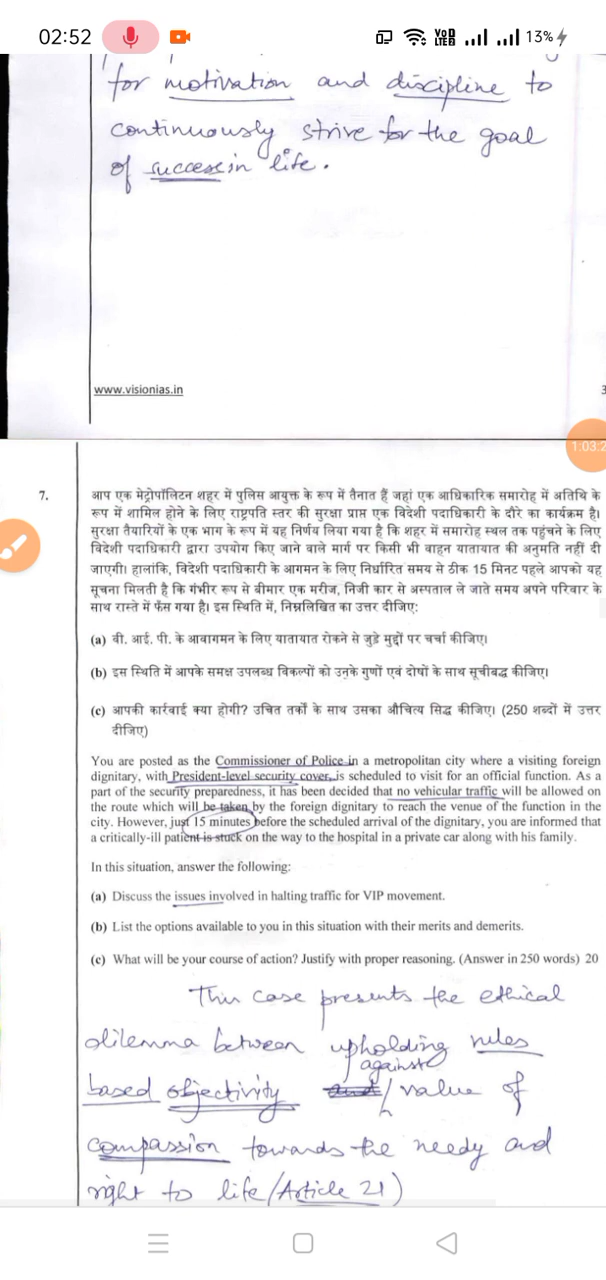 02:52
VoD LTE2 13%
for motivation and discipline to
continuously strive for the goal
of success in life.
www.visionias.in
3
1:03:2
7.
आप एक मेट्रोपॉलिटन शहर में पुलिस आयुक्त के रूप में तैनात हैं जहां एक आधिकारिक समारोह में अतिथि के
रूप में शामिल होने के लिए राष्ट्रपति स्तर की सुरक्षा प्राप्त एक विदेशी पदाधिकारी के दौरे का कार्यक्रम है।
सुरक्षा तैयारियों के एक भाग के रूप में यह निर्णय लिया गया है कि शहर में समारोह स्थल तक पहुंचने के लिए
विदेशी पदाधिकारी द्वारा उपयोग किए जाने वाले मार्ग पर किसी भी वाहन यातायात की अनुमति नहीं दी
जाएगी। हालांकि, विदेशी पदाधिकारी के आगमन के लिए निर्धारित समय से ठीक 15 मिनट पहले आपको यह
सूचना मिलती है कि गंभीर रूप से बीमार एक मरीज, निजी कार से अस्पताल ले जाते समय अपने परिवार के
साथ रास्ते में फँस गया है। इस स्थिति में, निम्नलिखित का उत्तर दीजिए:
(a) वी. आई. पी. के आवागमन के लिए यातायात रोकने से जुड़े मुद्दों पर चर्चा कीजिए।
(b) इस स्थिति में आपके समक्ष उपलब्ध विकल्पों को उनके गुणों एवं दोषों के साथ सूचीबद्ध कीजिए।
(c) आपकी कार्रवाई क्या होगी? उचित तर्कों के साथ उसका औचित्य सिद्ध कीजिए। (250 शब्दों में उत्तर
दीजिए)
You are posted as the Commissioner of Police in a metropolitan city where a visiting foreign
dignitary, with President-level security cover, is scheduled to visit for an official function. As a
part of the security preparedness, it has been decided that no vehicular traffic will be allowed on
the route which will be taken by the foreign dignitary to reach the venue of the function in the
city. However, just 15 minutes before the scheduled arrival of the dignitary, you are informed that
a critically-ill patient is stuck on the way to the hospital in a private car along with his family.
In this situation, answer the following:
(a) Discuss the issues involved in halting traffic for VIP movement.
(b) List the options available to you in this situation with their merits and demerits.
(c) What will be your course of action? Justify with proper reasoning. (Answer in 250 words) 20
This case presents the ethical
dilemma between upholding rules
based objectivity against / value of
compassion towards the needy and
right to life (Article 21)